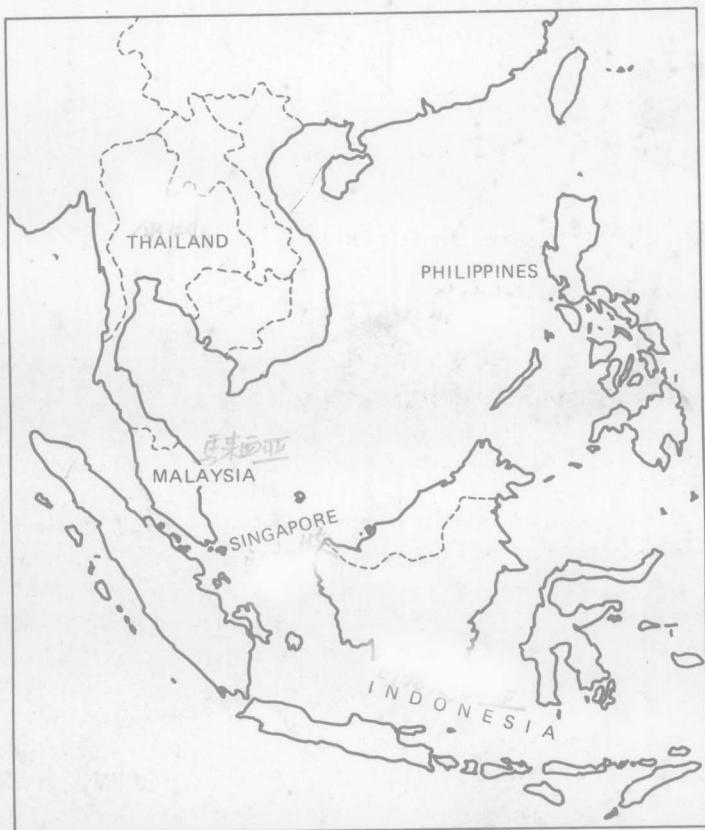 THAILAND
PHILIPPINES
马来西亚
MALAYSIA
SINGAPORE
INDONESIA